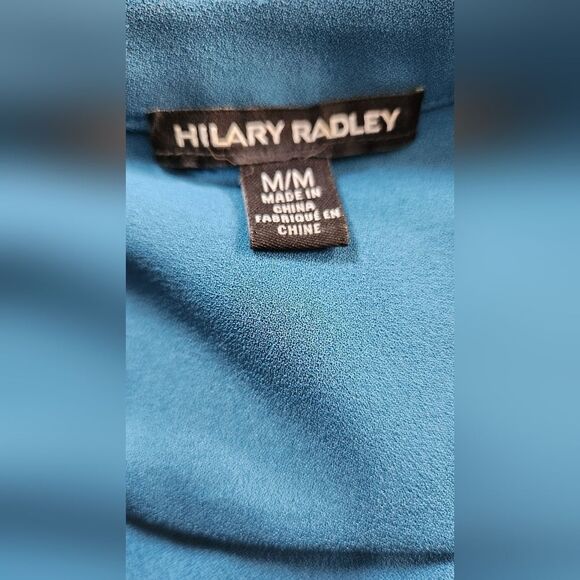 HILARY RADLEY
M/M
MADE IN
CHINA
FABRIQUÉ EN
CHINE